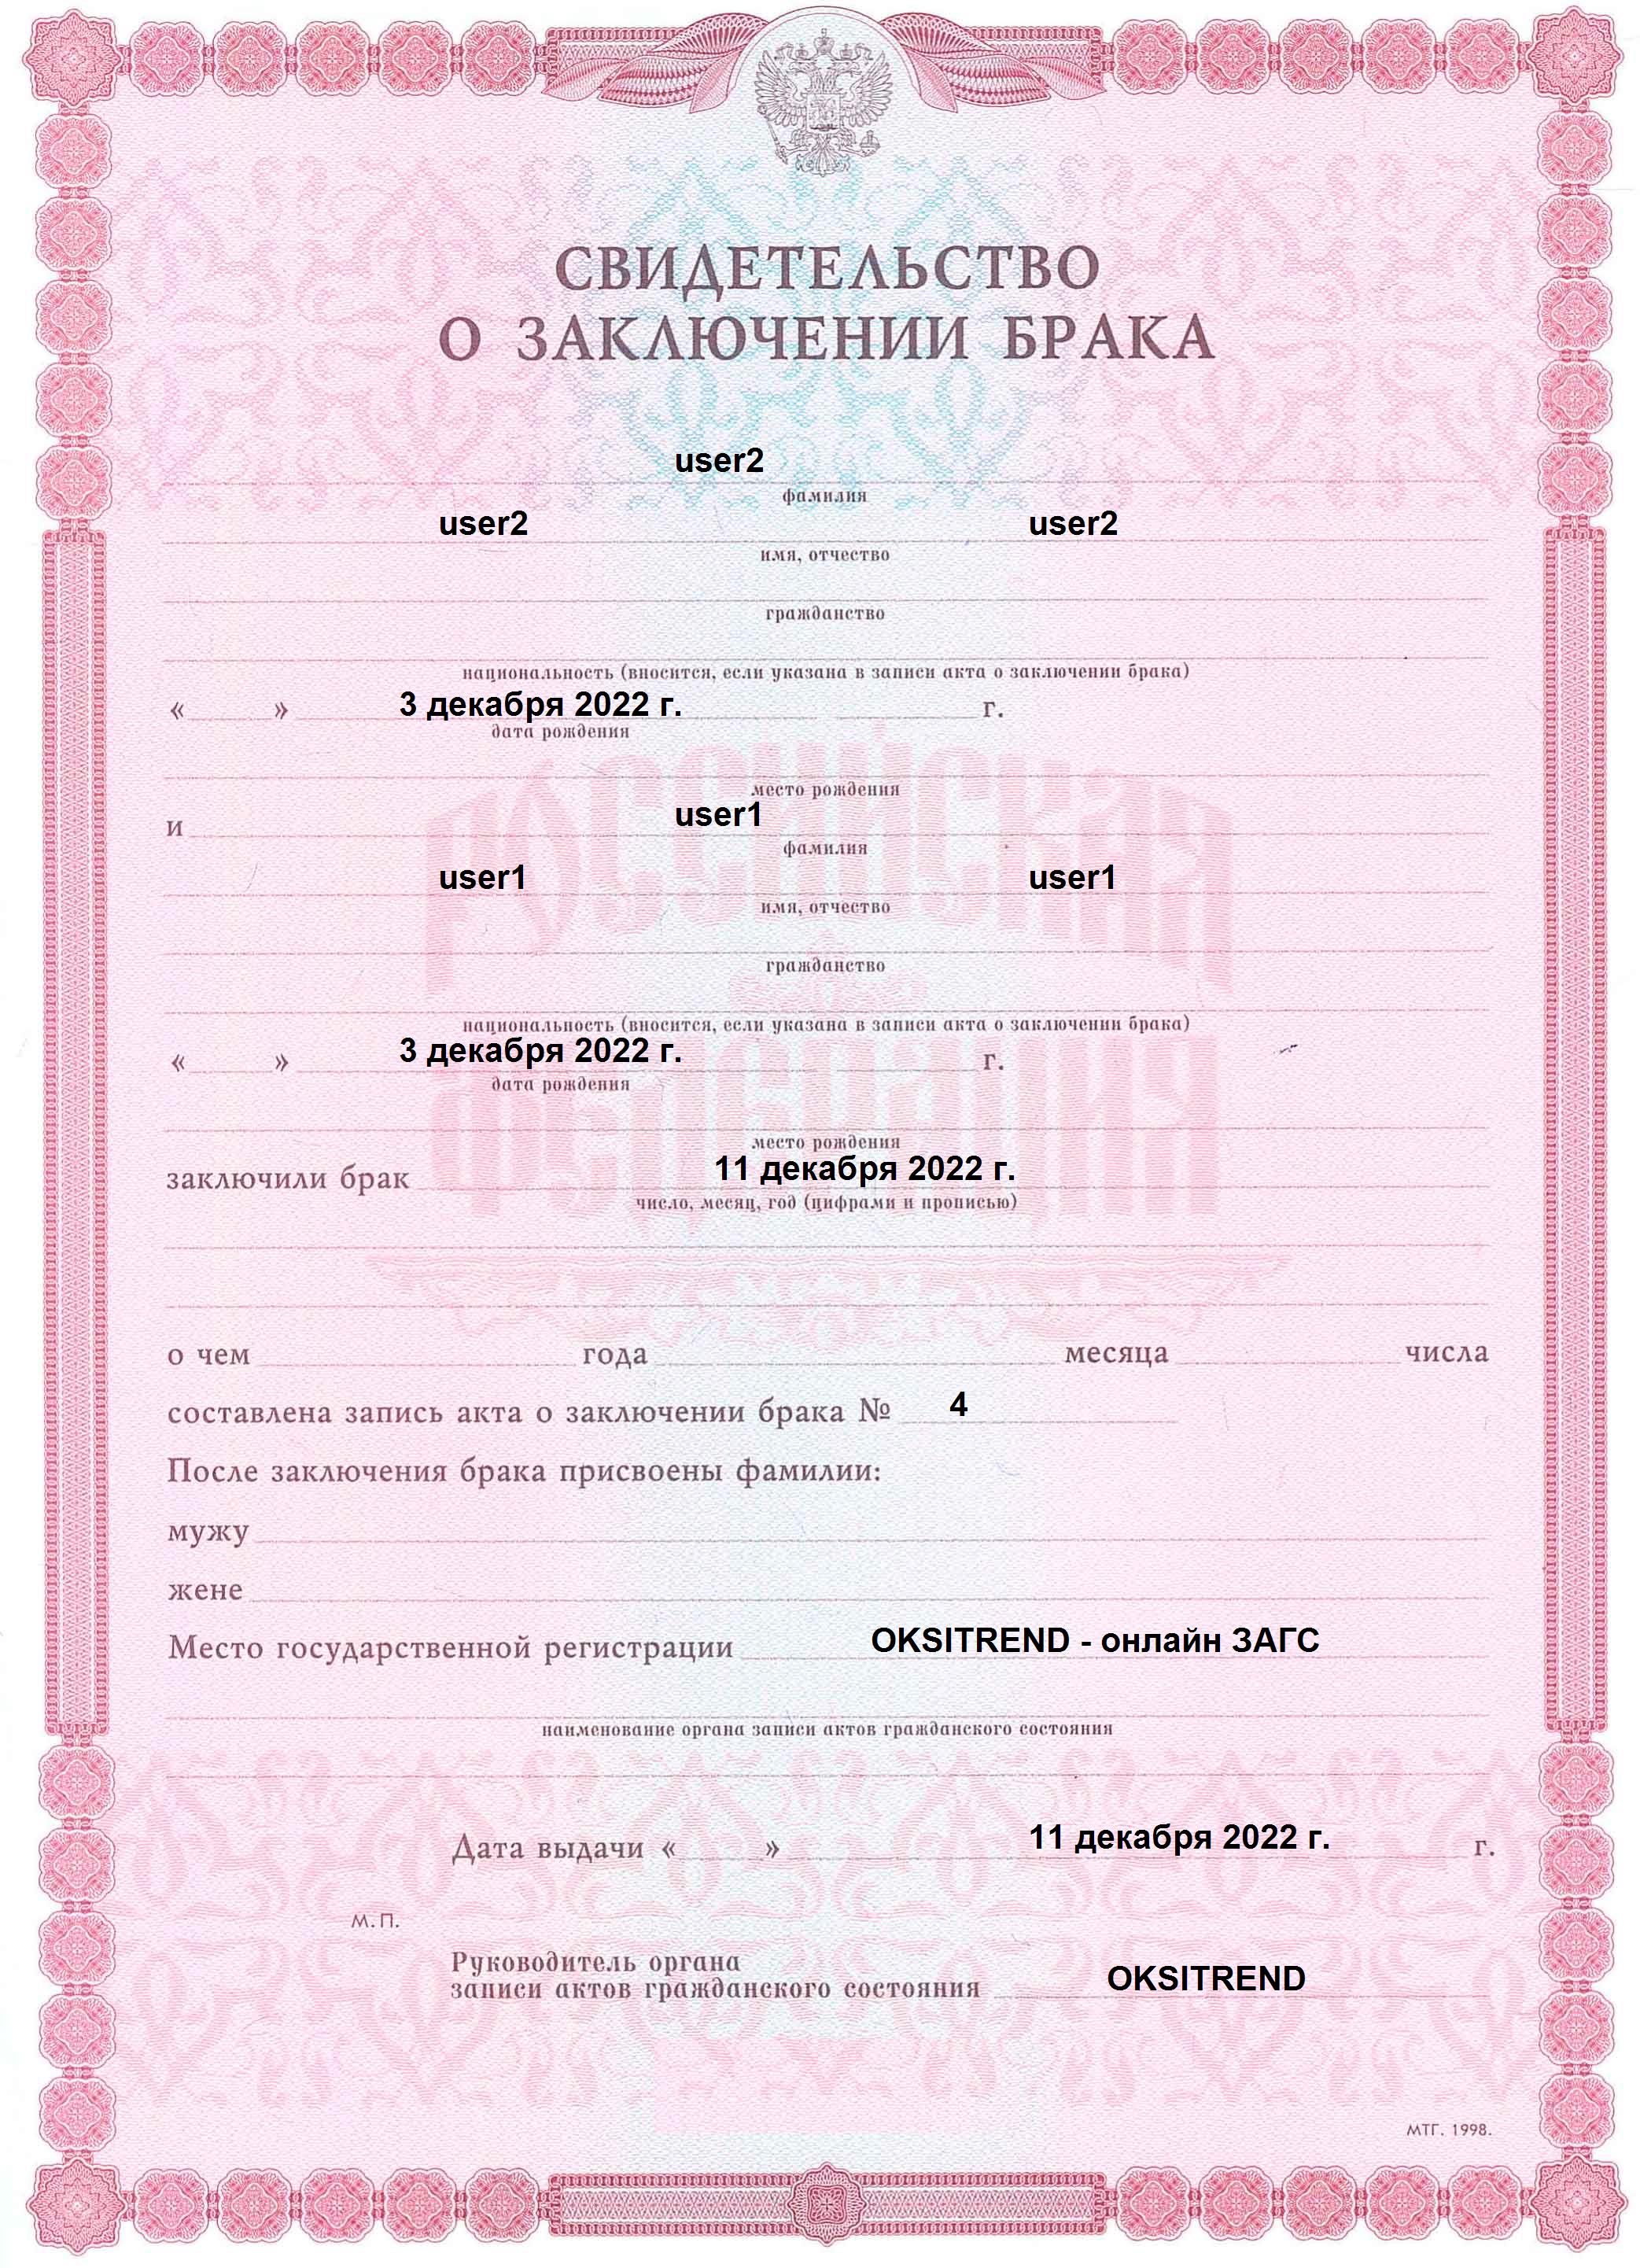 СВИДЕТЕЛЬСТВО
О ЗАКЛЮЧЕНИИ БРАКА
user2
фамилия
user2 user2
имя, отчество
гражданство
национальность (вносится, если указана в записи акта о заключении брака)
« » 3 декабря 2022 г. г.
дата рождения
место рождения
и user1
фамилия
user1 user1
имя, отчество
гражданство
национальность (вносится, если указана в записи акта о заключении брака)
« » 3 декабря 2022 г. г.
дата рождения
место рождения
заключили брак 11 декабря 2022 г.
число, месяц, год (цифрами и прописью)
о чем года месяца числа
составлена запись акта о заключении брака № 4
После заключения брака присвоены фамилии:
мужу
жене
Место государственной регистрации OKSITREND - онлайн ЗАГС
наименование органа записи актов гражданского состояния
Дата выдачи « » 11 декабря 2022 г. г.
М.П.
Руководитель органа
записи актов гражданского состояния OKSITREND
МТГ. 1998.
РОССИЙСКАЯ
ФЕДЕРАЦИЯ